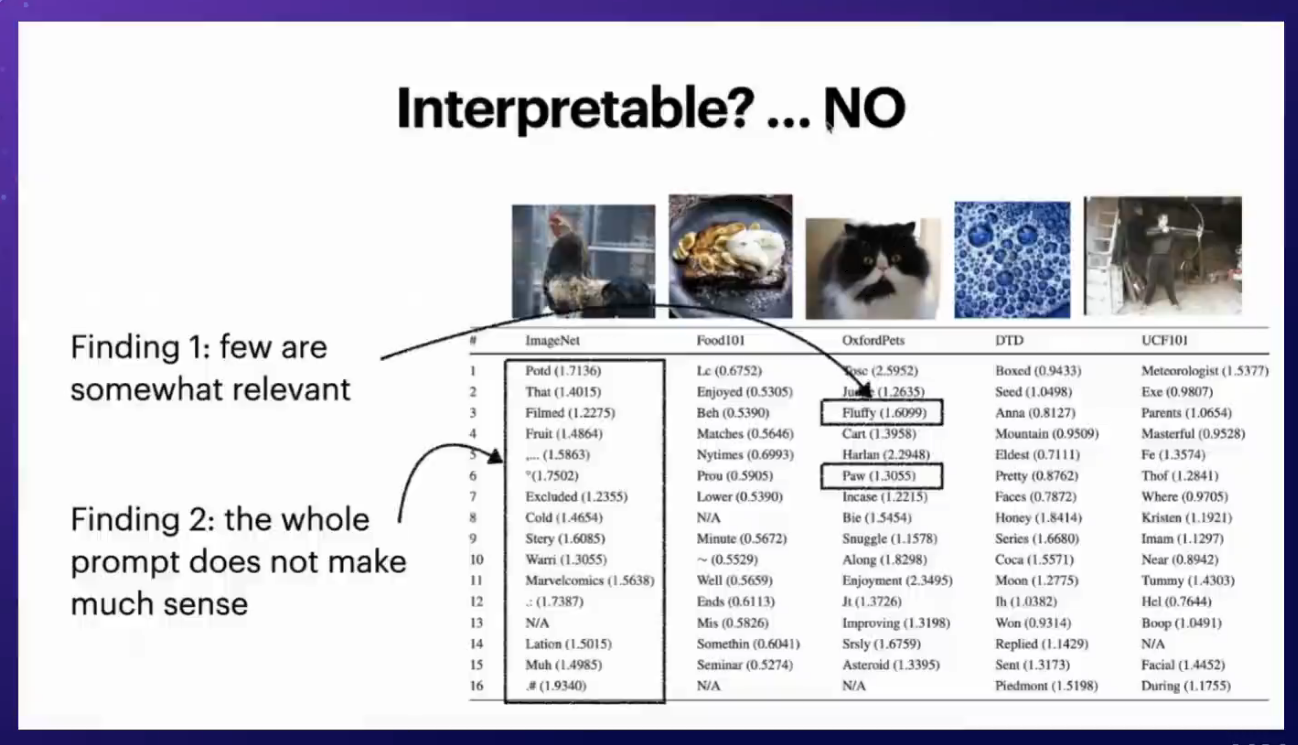 Interpretable? ... NO
Finding 1: few are
somewhat relevant
Finding 2: the whole
prompt does not make
much sense
# ImageNet Food101 OxfordPets DTD UCF101
1 Potd (1.7136) Lc (0.6752) Tosc (2.5952) Boxed (0.9433) Meteorologist (1.5377)
2 That (1.4015) Enjoyed (0.5305) (1.2635) Seed (1.0498) Exe (0.9807)
3 Filmed (1.2275) Beh (0.5390) Fluffy (1.6099) Anna (0.8127) Parents (1.0654)
4 Fruit (1.4864) Matches (0.5646) Cart (1.3958) Mountain (0.9509) Masterful (0.9528)
5 ,... (1.5863) Nytimes (0.6993) Harlan (2.2948) Eldest (0.7111) Fe (1.3574)
6 °(1.7502) Prou (0.5905) Paw (1.3055) Pretty (0.8762) Thof (1.2841)
7 Excluded (1.2355) Lower (0.5390) Incase (1.2215) Faces (0.7872) Where (0.9705)
8 Cold (1.4654) N/A Bie (1.5454) Honey (1.8414) Kristen (1.1921)
9 Stery (1.6085) Minute (0.5672) Snuggle (1.1578) Series (1.6680) Imam (1.1297)
10 Warri (1.3055) ~ (0.5529) Along (1.8298) Coca (1.5571) Near (0.8942)
11 Marvelcomics (1.5638) Well (0.5659) Enjoyment (2.3495) Moon (1.2775) Tummy (1.4303)
12 .: (1.7387) Ends (0.6113) Jt (1.3726) lh (1.0382) Hel (0.7644)
13 N/A Mis (0.5826) Improving (1.3198) Won (0.9314) Boop (1.0491)
14 Lation (1.5015) Somethin (0.6041) Srsly (1.6759) Replied (1.1429) N/A
15 Muh (1.4985) Seminar (0.5274) Asteroid (1.3395) Sent (1.3173) Facial (1.4452)
16 .# (1.9340) N/A N/A Piedmont (1.5198) During (1.1755)